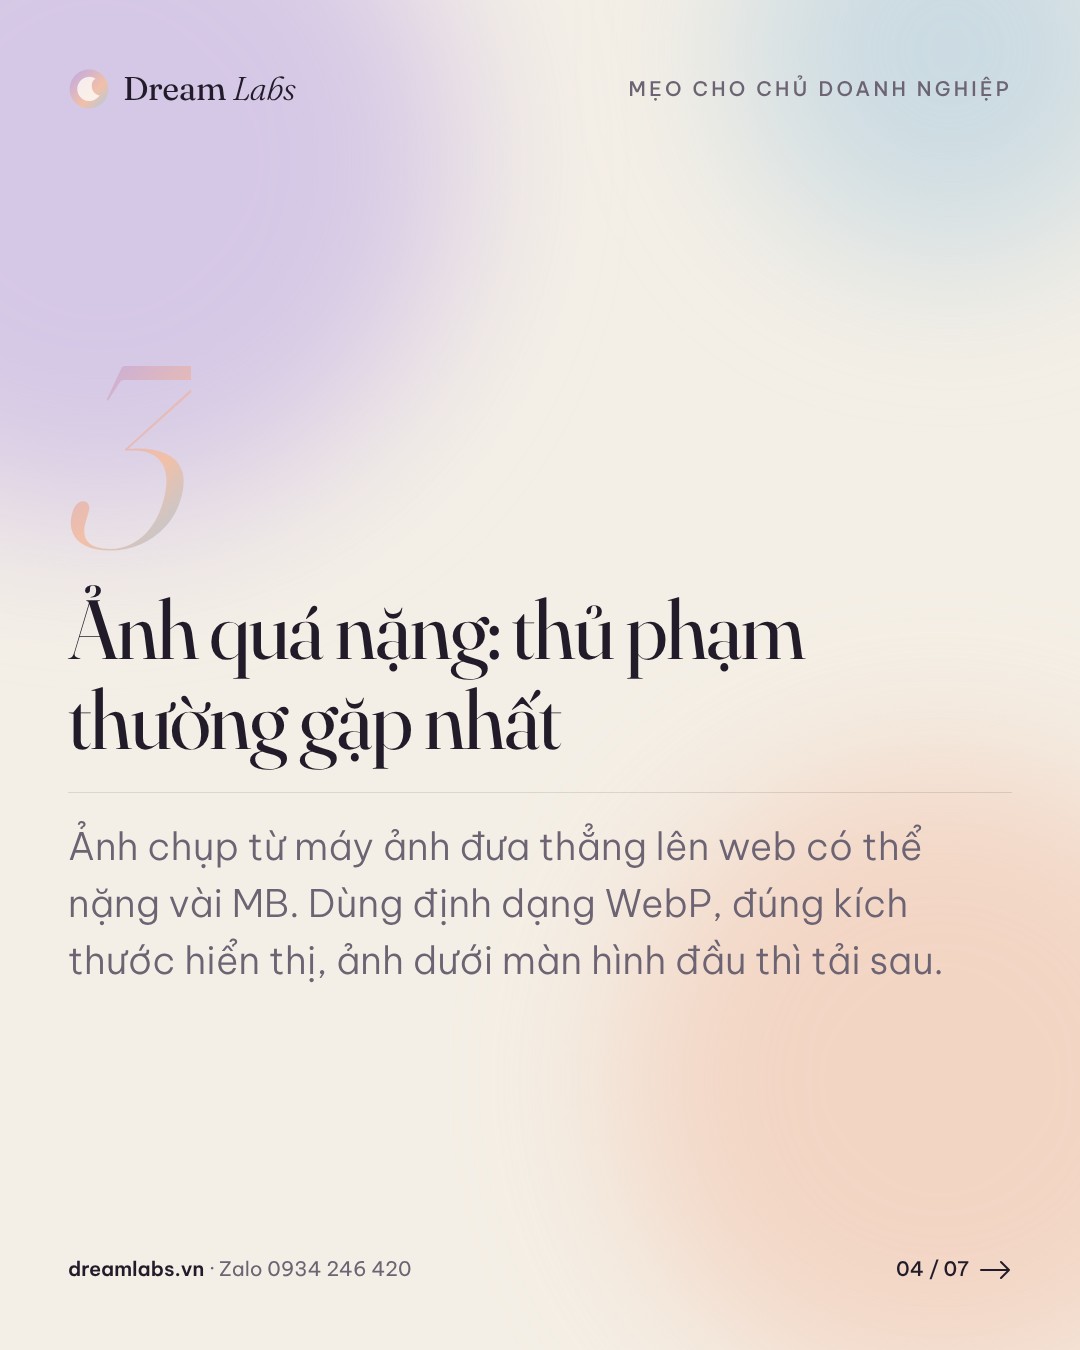 Dream Labs
MẸO CHO CHỦ DOANH NGHIỆP
3
Ảnh quá nặng: thủ phạm
thường gặp nhất
Ảnh chụp từ máy ảnh đưa thẳng lên web có thể
nặng vài MB. Dùng định dạng WebP, đúng kích
thước hiển thị, ảnh dưới màn hình đầu thì tải sau.
dreamlabs.vn · Zalo 0934 246 420
04 / 07 →